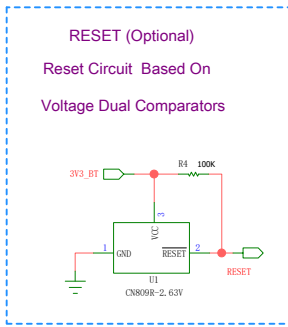 RESET (Optional)
Reset Circuit Based On
Voltage Dual Comparators
R4 100K
3V3_BT
3
VCC
1 GND RESET 2
RESET
U1
CN809R-2.63V